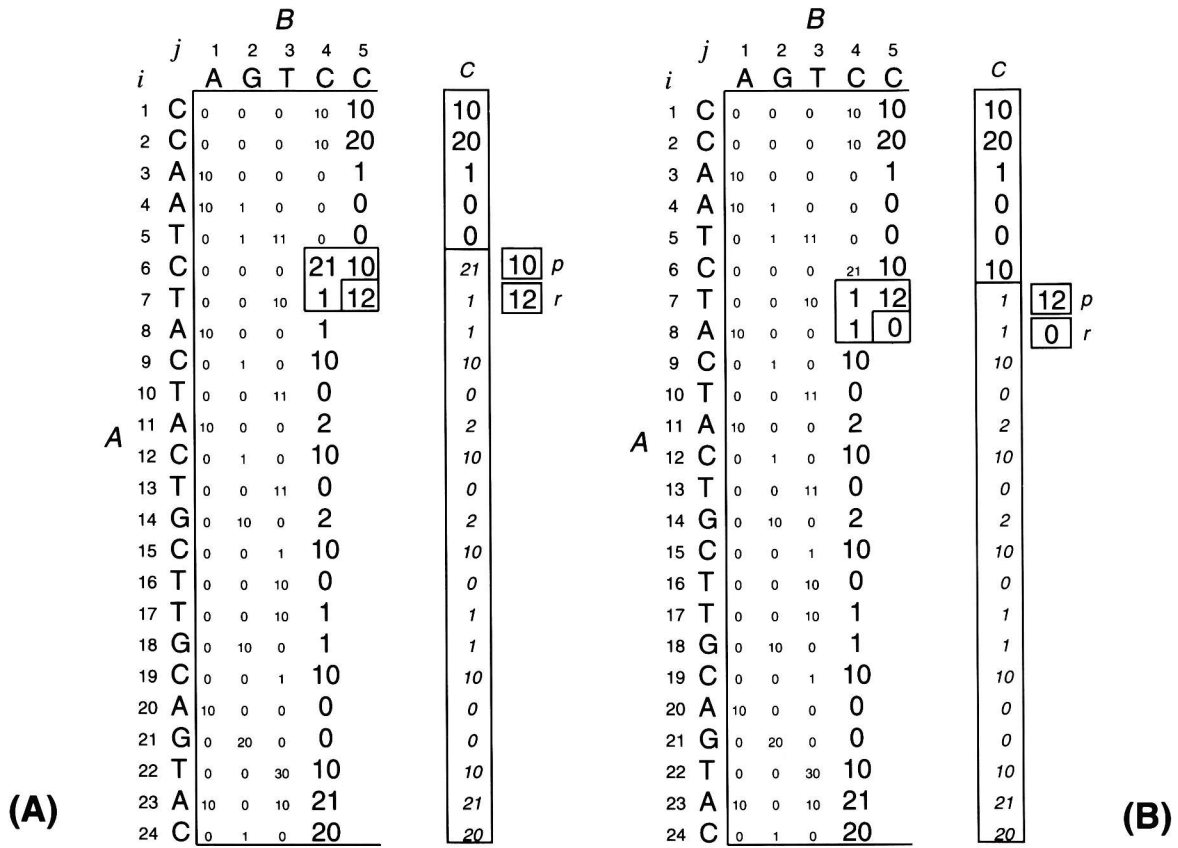 B
j 1 2 3 4 5
i A G T C C C
1 C 0 0 0 10 10 10
2 C 0 0 0 10 20 20
3 A 10 0 0 0 1 1
4 A 10 1 0 0 0 0
5 T 0 1 11 0 0 0
6 C 0 0 0 21 10 21 10 p
7 T 0 0 10 1 12 1 12 r
8 A 10 0 0 1 1
9 C 0 1 0 10 10
10 T 0 0 11 0 0
A 11 A 10 0 0 2 2
12 C 0 1 0 10 10
13 T 0 0 11 0 0
14 G 0 10 0 2 2
15 C 0 0 1 10 10
16 T 0 0 10 0 0
17 T 0 0 10 1 1
18 G 0 10 0 1 1
19 C 0 0 1 10 10
20 A 10 0 0 0 0
21 G 0 20 0 0 0
22 T 0 0 30 10 10
23 A 10 0 10 21 21
24 C 0 1 0 20 20
(A)
B
j 1 2 3 4 5
i A G T C C C
1 C 0 0 0 10 10 10
2 C 0 0 0 10 20 20
3 A 10 0 0 0 1 1
4 A 10 1 0 0 0 0
5 T 0 1 11 0 0 0
6 C 0 0 0 21 10 10
7 T 0 0 10 1 12 1 12 p
8 A 10 0 0 1 0 1 0 r
9 C 0 1 0 10 10
10 T 0 0 11 0 0
A 11 A 10 0 0 2 2
12 C 0 1 0 10 10
13 T 0 0 11 0 0
14 G 0 10 0 2 2
15 C 0 0 1 10 10
16 T 0 0 10 0 0
17 T 0 0 10 1 1
18 G 0 10 0 1 1
19 C 0 0 1 10 10
20 A 10 0 0 0 0
21 G 0 20 0 0 0
22 T 0 0 30 10 10
23 A 10 0 10 21 21
24 C 0 1 0 20 20
(B)